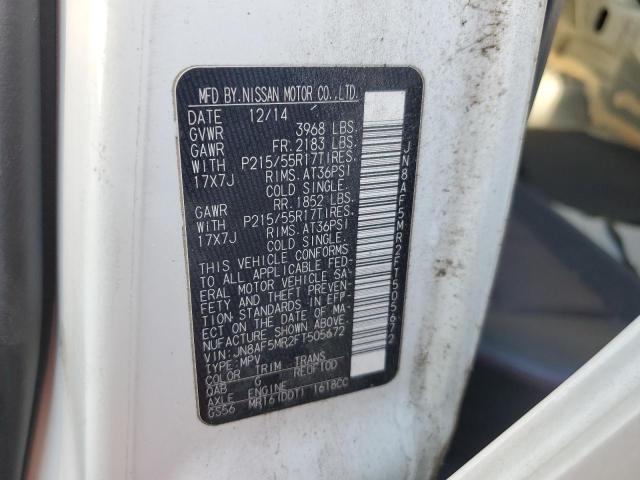 MFD BY.NISSAN MOTOR CO.,LTD.
DATE 12/14
GVWR 3968 LBS.
GAWR FR.2183 LBS.
WITH P215/55R17TIRES.
17X7J RIMS.AT36PSI
COLD SINGLE.
GAWR RR.1852 LBS.
WITH P215/55R17TIRES.
17X7J RIMS.AT36PSI
COLD SINGLE.
THIS VEHICLE CONFORMS
TO ALL APPLICABLE FED-
ERAL MOTOR VEHICLE SA-
FETY AND THEFT PREVEN-
TION STANDARDS IN EFF-
ECT ON THE DATE OF MA-
NUFACTURE SHOWN ABOVE.
VIN:JN8AF5MR2FT505672
TYPE:MPV
COLOR TRIM TRANS
QAB G RE0F10D
AXLE ENGINE
GS56 MR16(DDT) 1618CC
JN8AF5MR2FT505672